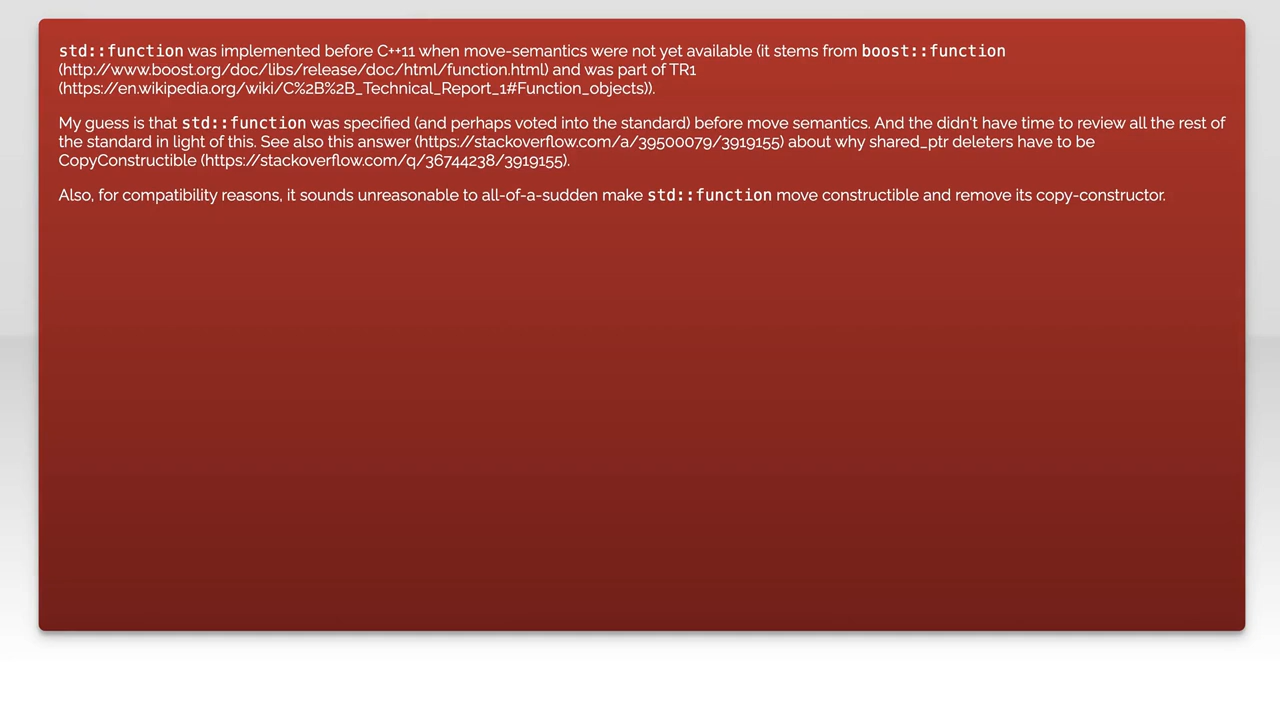 std::function was implemented before C++11 when move-semantics were not yet available (it stems from boost::function
(http://www.boost.org/doc/libs/release/doc/html/function.html) and was part of TR1
(https://en.wikipedia.org/wiki/C%2B%2B_Technical_Report_1#Function_objects)).
My guess is that std::function was specified (and perhaps voted into the standard) before move semantics. And the didn't have time to review all the rest of
the standard in light of this. See also this answer (https://stackoverflow.com/a/39500079/3919155) about why shared_ptr deleters have to be
CopyConstructible (https://stackoverflow.com/q/36744238/3919155).
Also, for compatibility reasons, it sounds unreasonable to all-of-a-sudden make std::function move constructible and remove its copy-constructor.